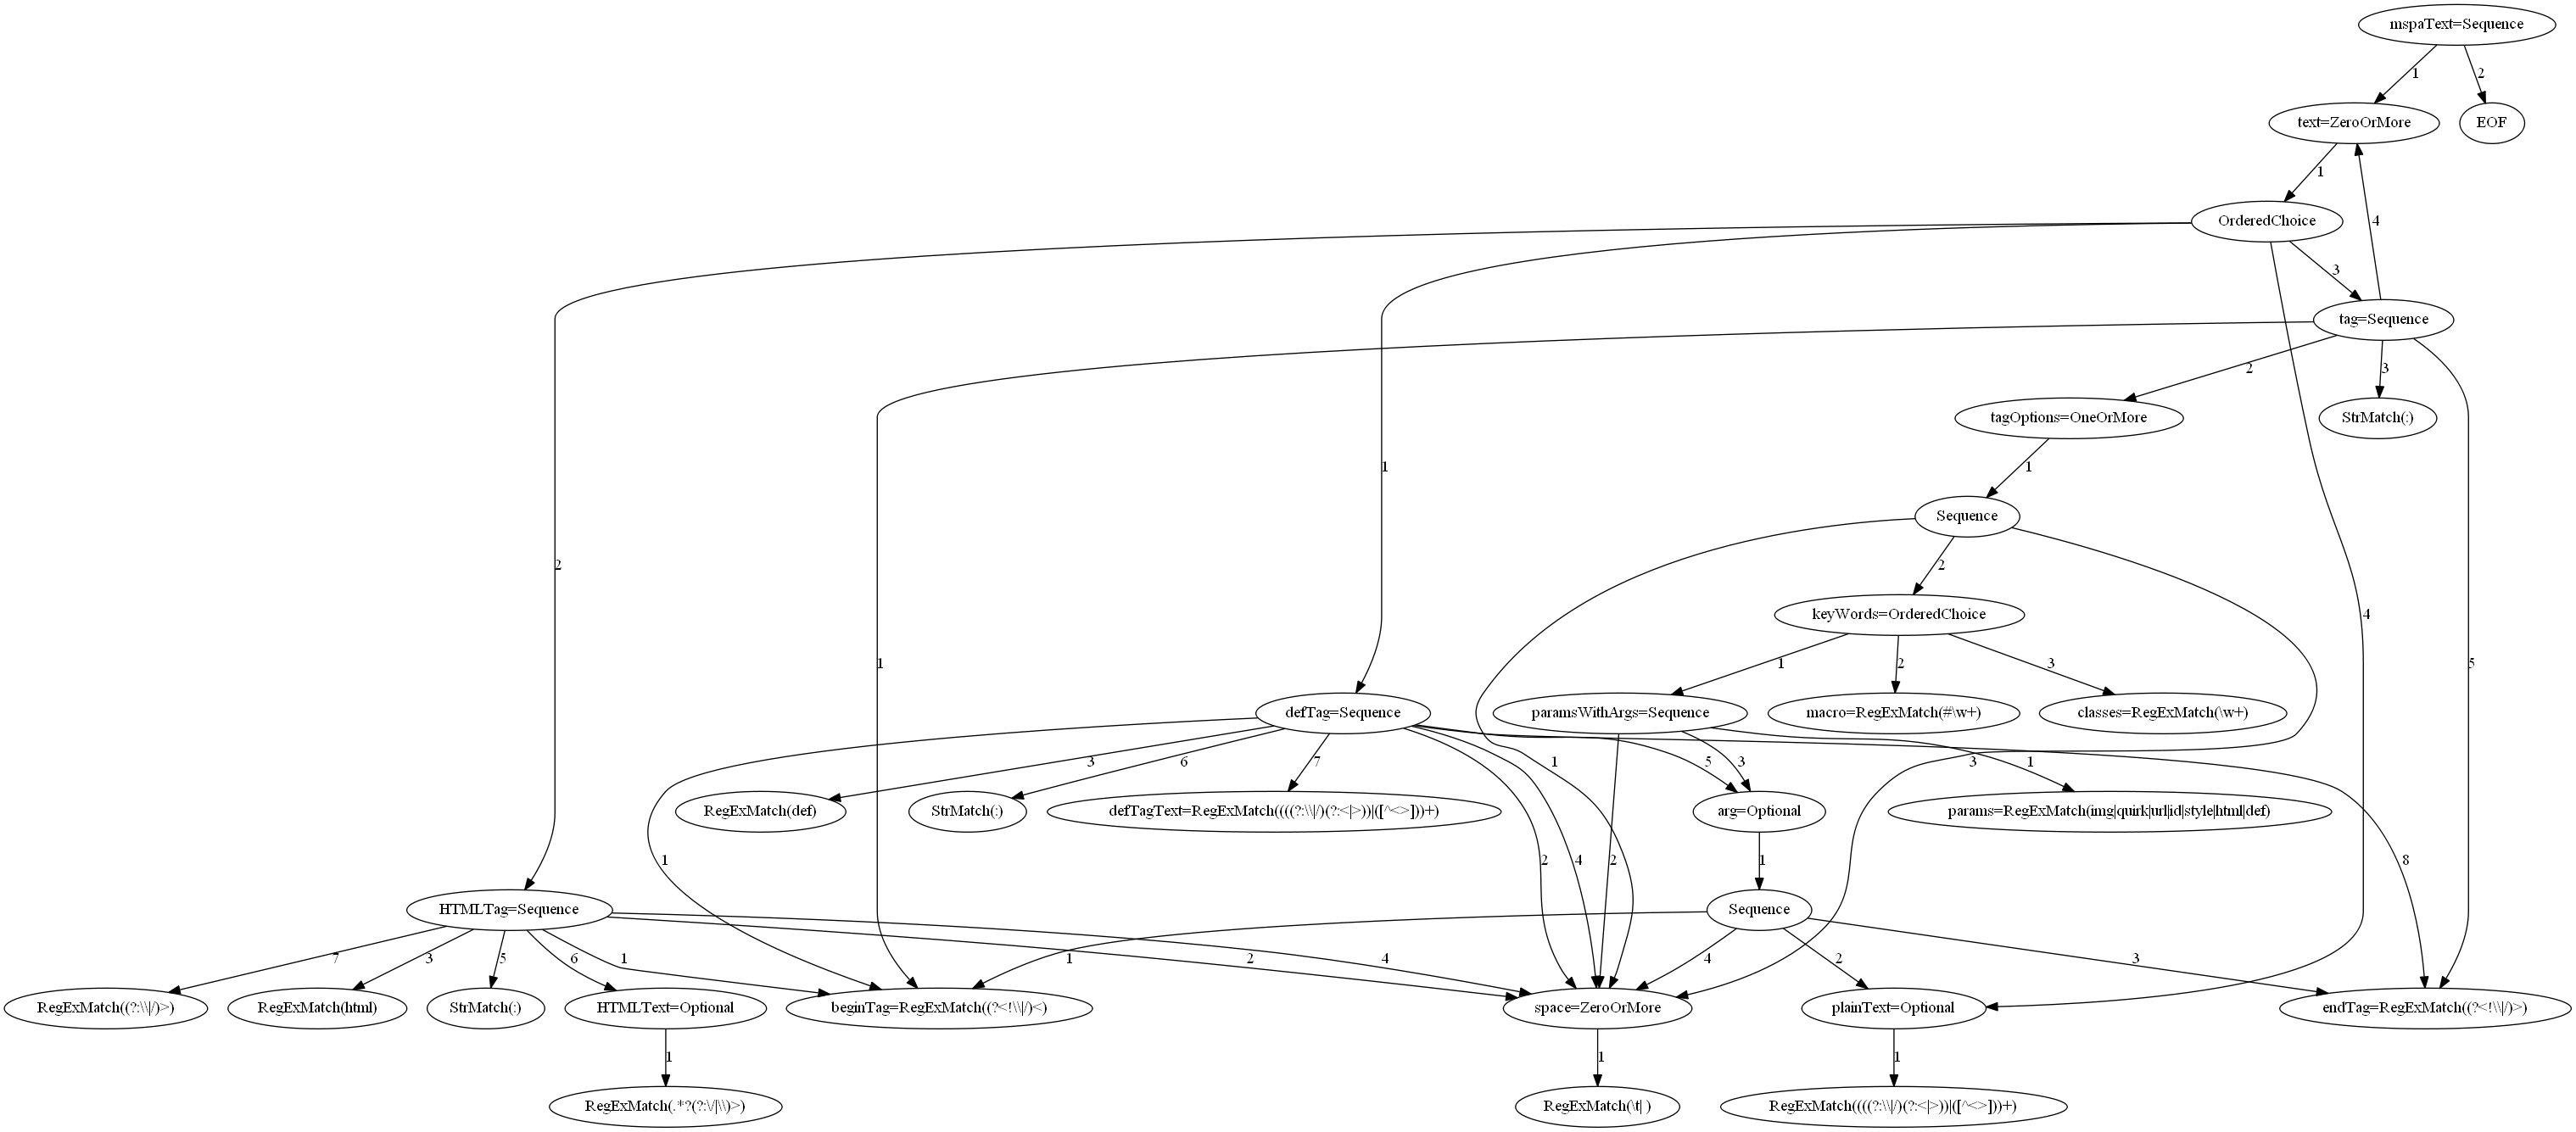 mspaText=Sequence
1
2
text=ZeroOrMore
EOF
1
4
OrderedChoice
3
tag=Sequence
2
3
tagOptions=OneOrMore
StrMatch(:)
1
1
Sequence
2
2
keyWords=OrderedChoice
4
1
1
2
3
5
defTag=Sequence
paramsWithArgs=Sequence
macro=RegExMatch(#\w+)
classes=RegExMatch(\w+)
3
6
7
5
3
1
3
1
RegExMatch(def)
StrMatch(:)
defTagText=RegExMatch((((?:\\|/)(?:<|>))|([^<>]))+)
arg=Optional
params=RegExMatch(img|quirk|url|id|style|html|def)
1
2
4
2
1
8
HTMLTag=Sequence
Sequence
7
3
5
6
1
2
4
1
4
2
3
RegExMatch((?:\\|/)>)
RegExMatch(html)
StrMatch(:)
HTMLText=Optional
beginTag=RegExMatch((?<!\\|/)<)
space=ZeroOrMore
plainText=Optional
endTag=RegExMatch((?<!\\|/)>)
1
1
1
RegExMatch(.*?(?:\/|\\)>)
RegExMatch(\t| )
RegExMatch((((?:\\|/)(?:<|>))|([^<>]))+)